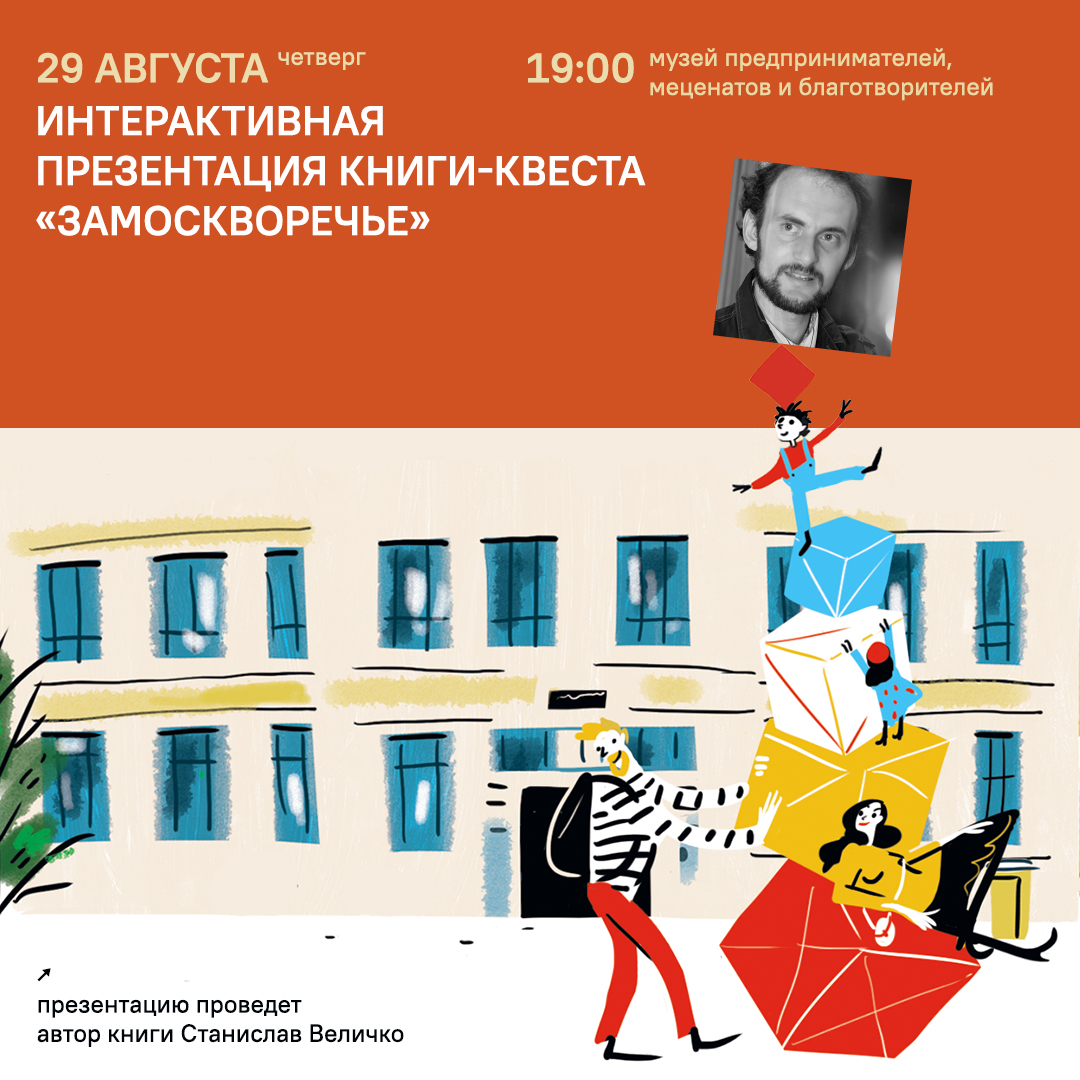 29 АВГУСТА четверг
19:00 музей предпринимателей,
меценатов и благотворителей
ИНТЕРАКТИВНАЯ
ПРЕЗЕНТАЦИЯ КНИГИ-КВЕСТА
«ЗАМОСКВОРЕЧЬЕ»
презентацию проведет
автор книги Станислав Величко